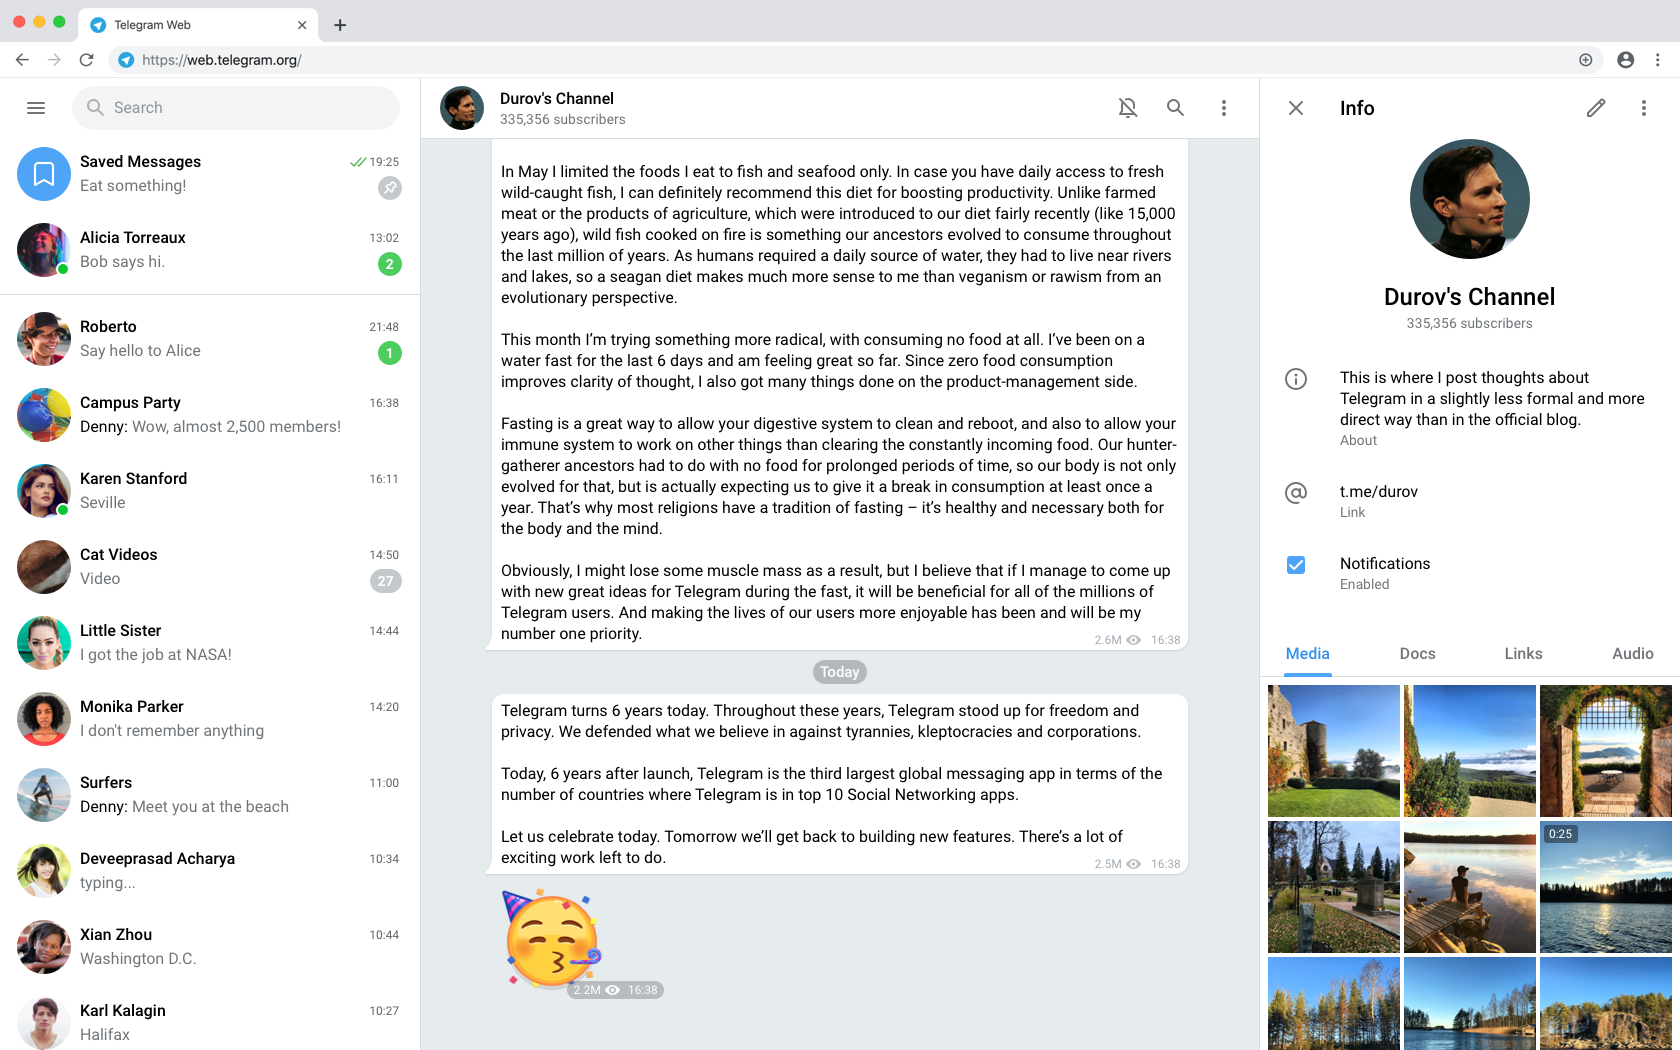 Telegram Web
https://web.telegram.org/
Search
Saved Messages
19:25
Eat something!
Alicia Torreaux
13:02
Bob says hi.
2
Roberto
21:48
Say hello to Alice
1
Campus Party
16:38
Denny: Wow, almost 2,500 members!
Karen Stanford
16:11
Seville
Cat Videos
14:50
Video
27
Little Sister
14:44
I got the job at NASA!
Monika Parker
14:20
I don't remember anything
Surfers
11:00
Denny: Meet you at the beach
Deveeprasad Acharya
10:34
typing...
Xian Zhou
10:44
Washington D.C.
Karl Kalagin
10:27
Halifax
Durov's Channel
335,356 subscribers
In May I limited the foods I eat to fish and seafood only. In case you have daily access to fresh
wild-caught fish, I can definitely recommend this diet for boosting productivity. Unlike farmed
meat or the products of agriculture, which were introduced to our diet fairly recently (like 15,000
years ago), wild fish cooked on fire is something our ancestors evolved to consume throughout
the last million of years. As humans required a daily source of water, they had to live near rivers
and lakes, so a seagan diet makes much more sense to me than veganism or rawism from an
evolutionary perspective.
This month I’m trying something more radical, with consuming no food at all. I’ve been on a
water fast for the last 6 days and am feeling great so far. Since zero food consumption
improves clarity of thought, I also got many things done on the product-management side.
Fasting is a great way to allow your digestive system to clean and reboot, and also to allow your
immune system to work on other things than clearing the constantly incoming food. Our hunter-
gatherer ancestors had to do with no food for prolonged periods of time, so our body is not only
evolved for that, but is actually expecting us to give it a break in consumption at least once a
year. That’s why most religions have a tradition of fasting – it’s healthy and necessary both for
the body and the mind.
Obviously, I might lose some muscle mass as a result, but I believe that if I manage to come up
with new great ideas for Telegram during the fast, it will be beneficial for all of the millions of
Telegram users. And making the lives of our users more enjoyable has been and will be my
number one priority.
2.6M 16:38
Today
Telegram turns 6 years today. Throughout these years, Telegram stood up for freedom and
privacy. We defended what we believe in against tyrannies, kleptocracies and corporations.
Today, 6 years after launch, Telegram is the third largest global messaging app in terms of the
number of countries where Telegram is in top 10 Social Networking apps.
Let us celebrate today. Tomorrow we’ll get back to building new features. There’s a lot of
exciting work left to do.
2.5M 16:38
2.2M 16:38
Info
Durov's Channel
335,356 subscribers
This is where I post thoughts about
Telegram in a slightly less formal and more
direct way than in the official blog.
About
t.me/durov
Link
Notifications
Enabled
Media Docs Links Audio
0:25